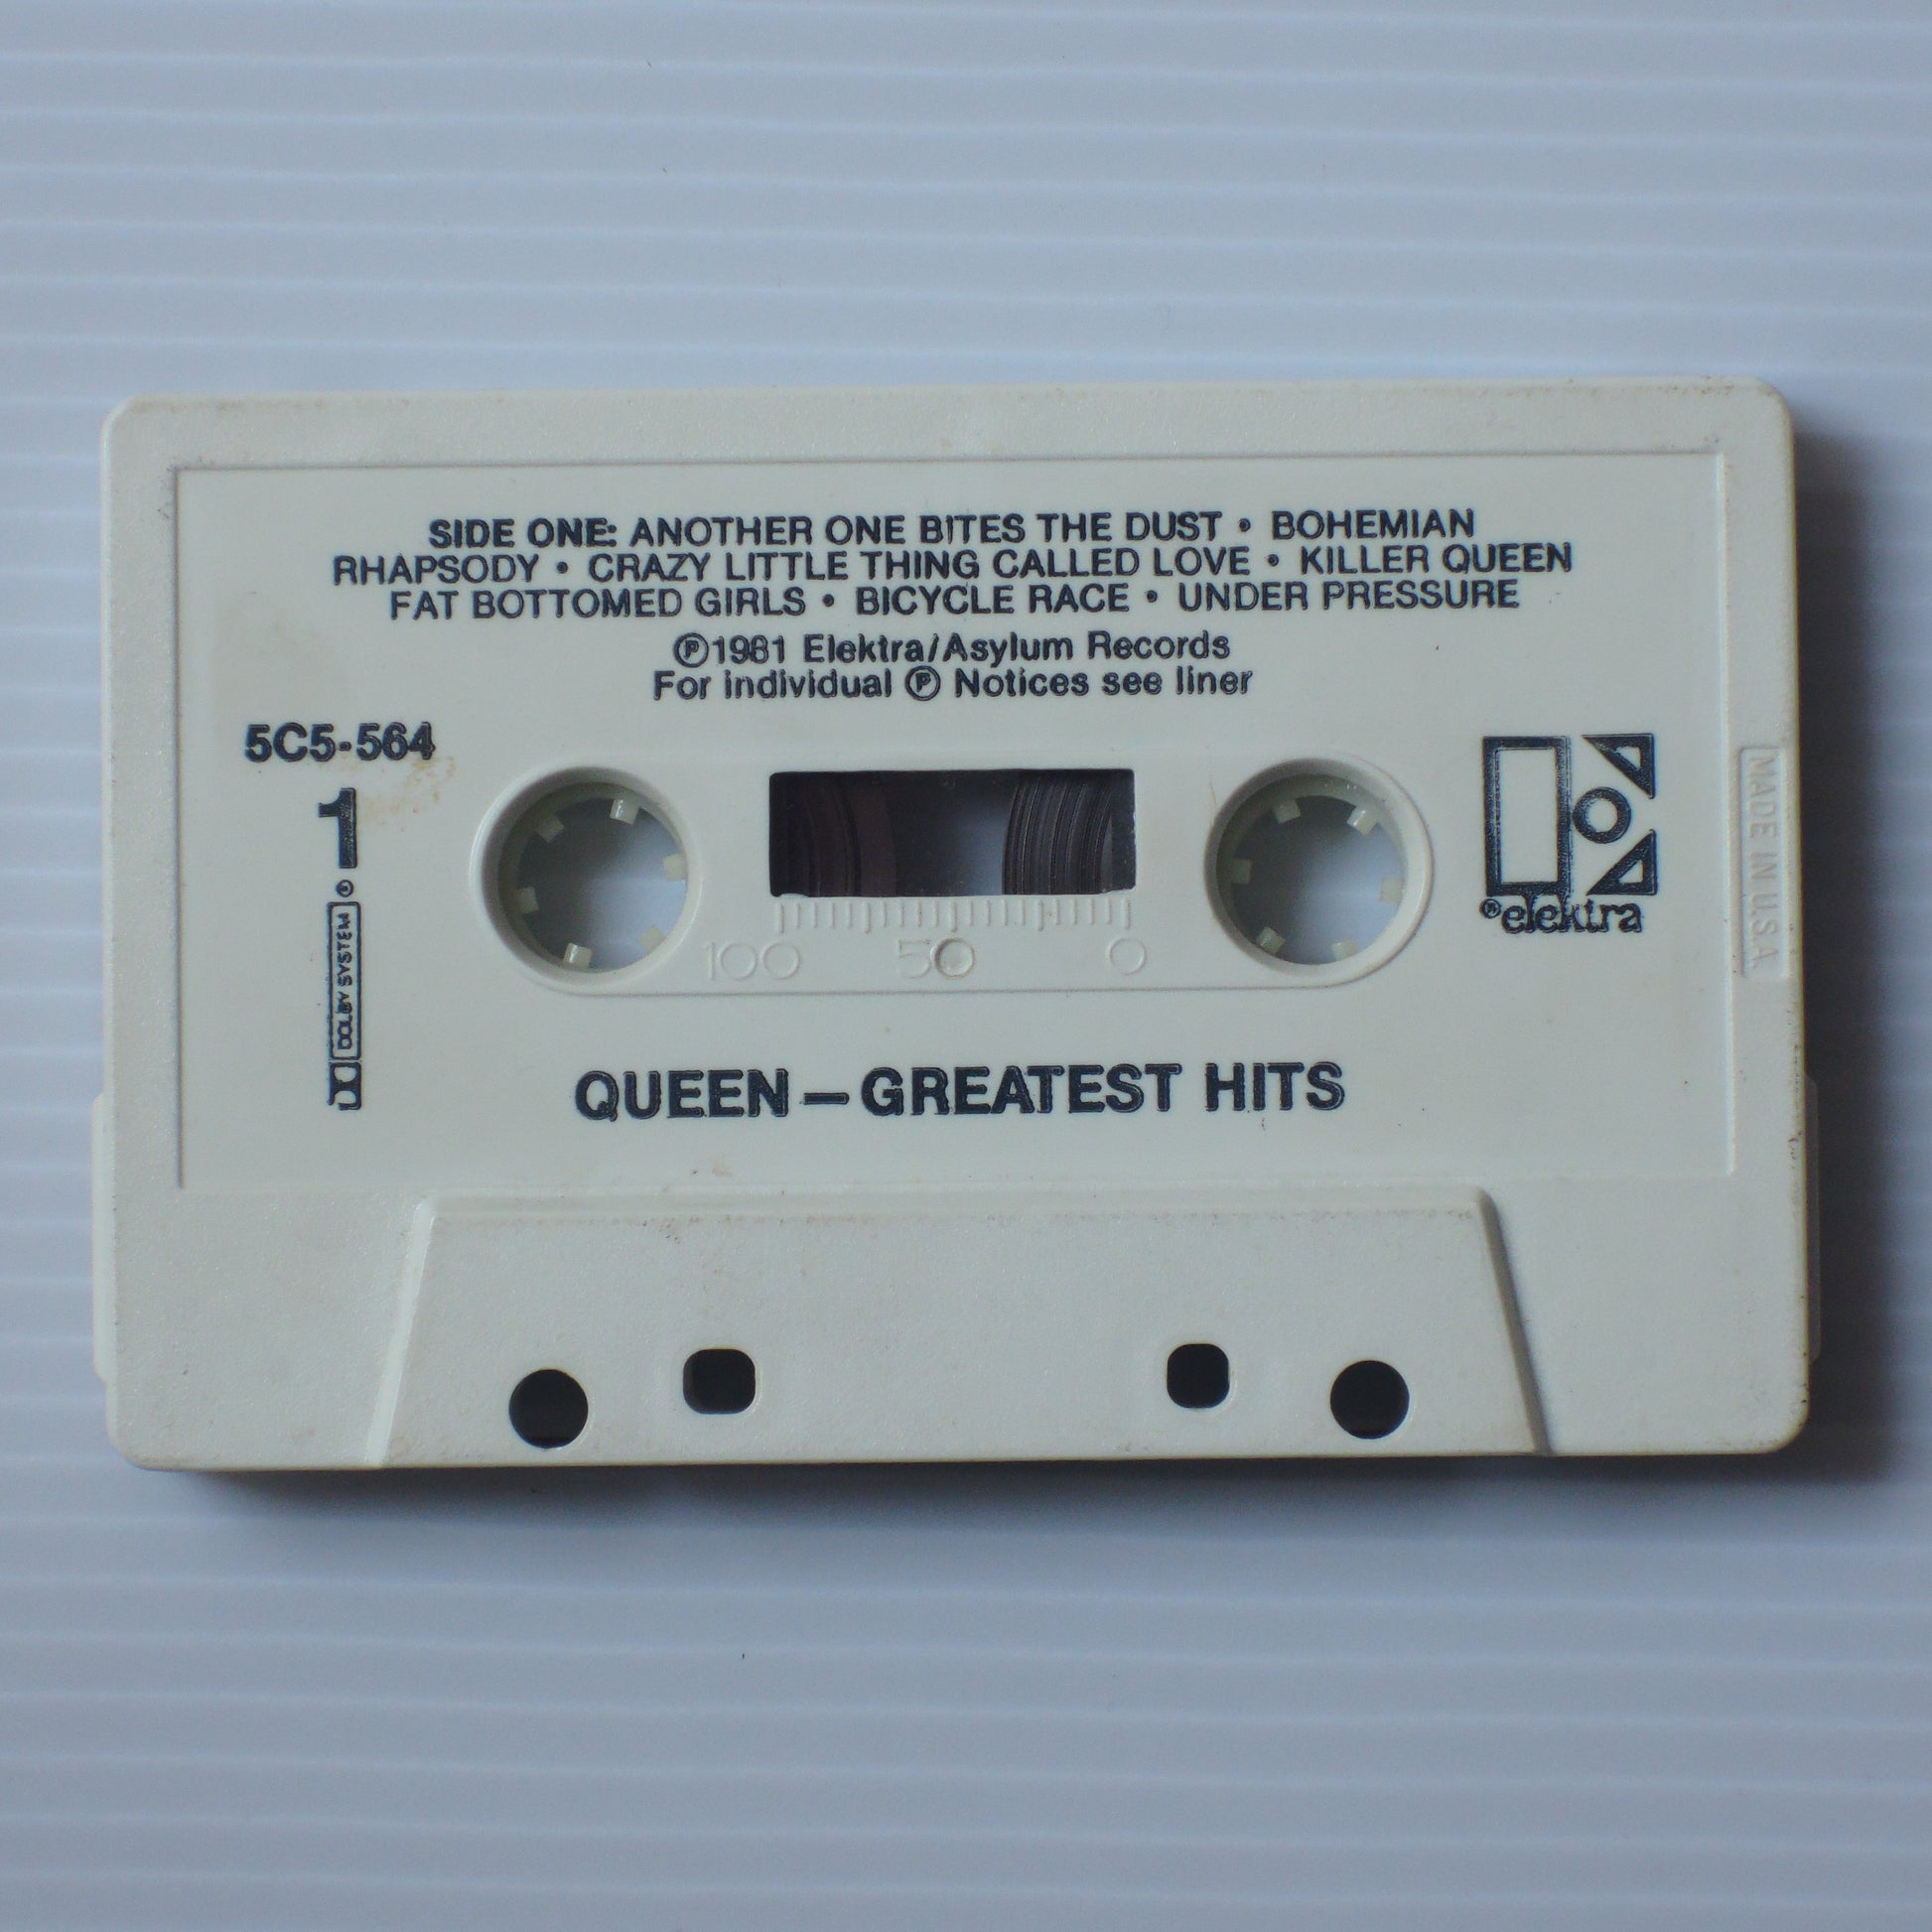 SIDE ONE: ANOTHER ONE BITES THE DUST • BOHEMIAN
RHAPSODY • CRAZY LITTLE THING CALLED LOVE • KILLER QUEEN
FAT BOTTOMED GIRLS • BICYCLE RACE • UNDER PRESSURE
℗1981 Elektra/Asylum Records
For individual ℗ Notices see liner
5C5-564
1
® DOLBY SYSTEM
100 50 0
®elektra
MADE IN U.S.A.
QUEEN—GREATEST HITS